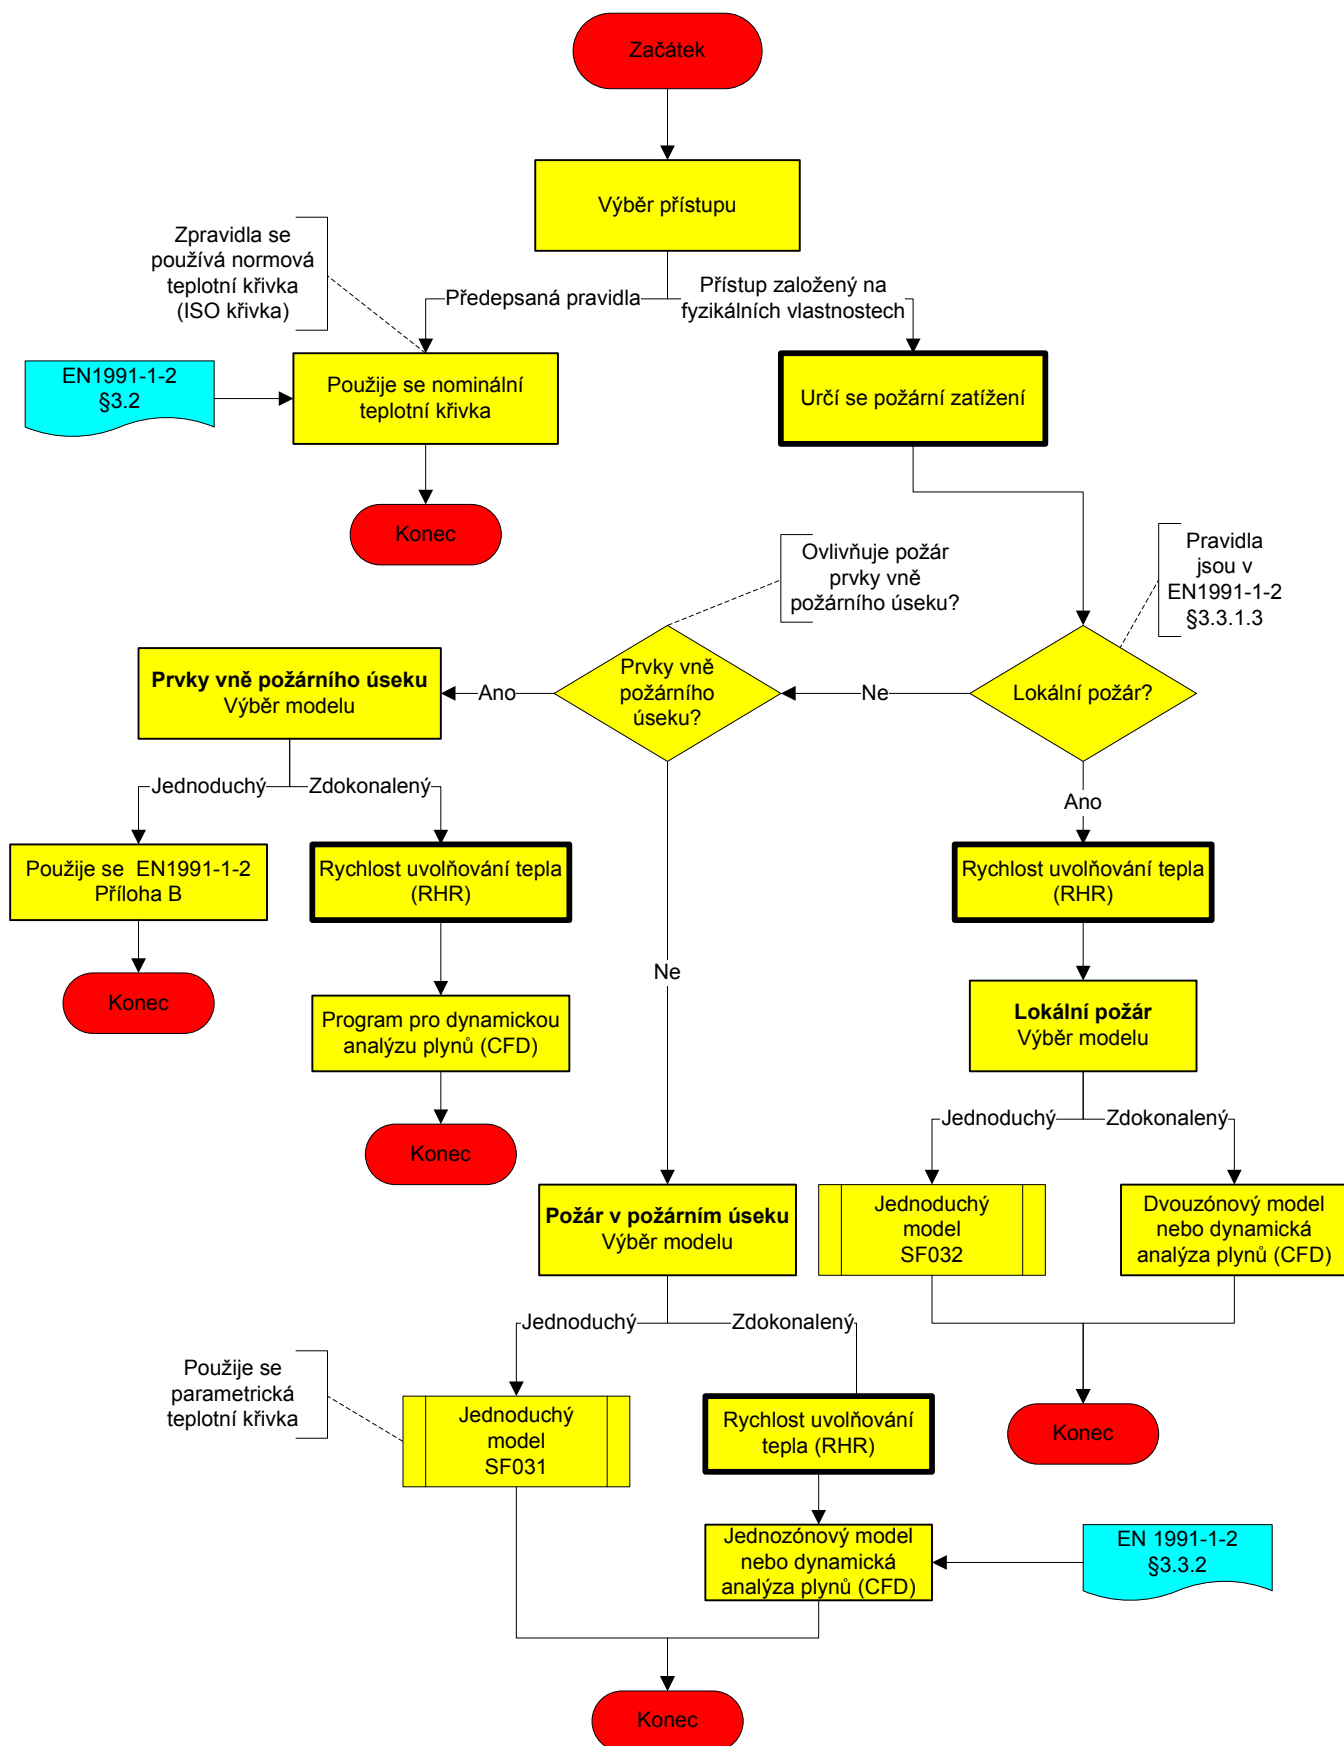 Začátek
Výběr přístupu
Zpravidla se
používá normová
teplotní křivka
(ISO křivka)
Předepsaná pravidla
Přístup založený na
fyzikálních vlastnostech
EN1991-1-2
§3.2
Použije se nominální
teplotní křivka
Určí se požární zatížení
Konec
Ovlivňuje požár
prvky vně
požárního úseku?
Pravidla
jsou v
EN1991-1-2
§3.3.1.3
Prvky vně požárního úseku
Výběr modelu
Ano
Prvky vně
požárního
úseku?
Ne
Lokální požár?
Jednoduchý
Zdokonalený
Ano
Použije se EN1991-1-2
Příloha B
Rychlost uvolňování tepla
(RHR)
Rychlost uvolňování tepla
(RHR)
Ne
Konec
Program pro dynamickou
analýzu plynů (CFD)
Lokální požár
Výběr modelu
Konec
Jednoduchý
Zdokonalený
Požár v požárním úseku
Výběr modelu
Jednoduchý
model
SF032
Dvouzónový model
nebo dynamická
analýza plynů (CFD)
Jednoduchý
Zdokonalený
Použije se
parametrická
teplotní křivka
Jednoduchý
model
SF031
Rychlost uvolňování
tepla (RHR)
Konec
Jednozónový model
nebo dynamická
analýza plynů (CFD)
EN 1991-1-2
§3.3.2
Konec